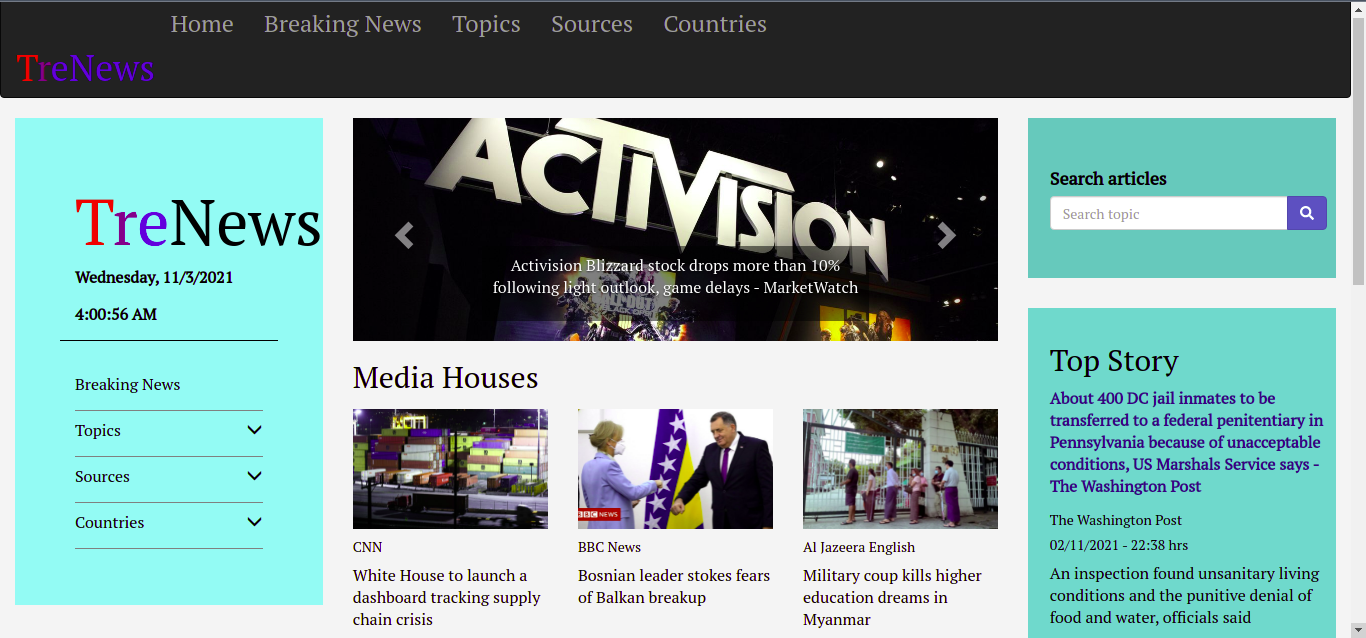 Home Breaking News Topics Sources Countries
TreNews
TreNews
Wednesday, 11/3/2021
4:00:56 AM
Breaking News
Topics
Sources
Countries
ACTIVISION
Activision Blizzard stock drops more than 10%
following light outlook, game delays - MarketWatch
Media Houses
BBC NEWS
CNN
White House to launch a
dashboard tracking supply
chain crisis
BBC News
Bosnian leader stokes fears
of Balkan breakup
Al Jazeera English
Military coup kills higher
education dreams in
Myanmar
Search articles
Search topic
Top Story
About 400 DC jail inmates to be
transferred to a federal penitentiary in
Pennsylvania because of unacceptable
conditions, US Marshals Service says -
The Washington Post
The Washington Post
02/11/2021 - 22:38 hrs
An inspection found unsanitary living
conditions and the punitive denial of
food and water, officials said